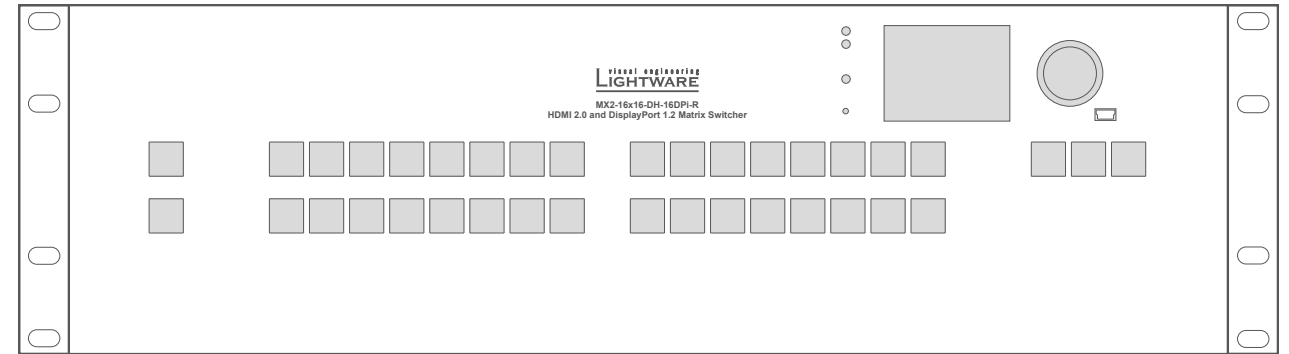 visual engineering
LIGHTWARE
MX2-16x16-DH-16DPi-R
HDMI 2.0 and DisplayPort 1.2 Matrix Switcher